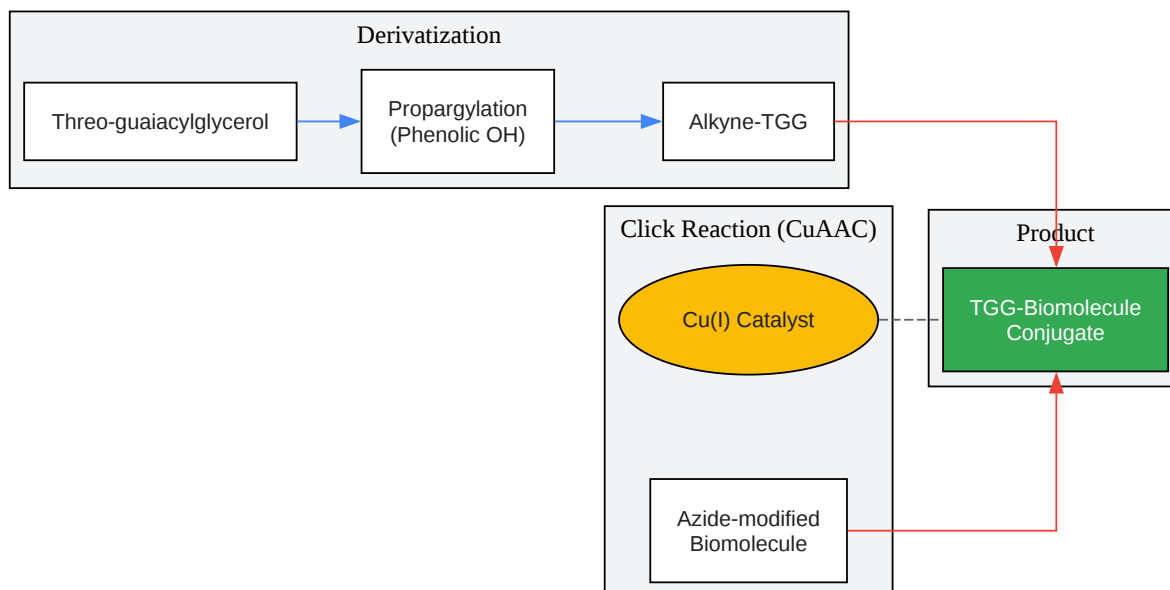 Derivatization
Threo-guaiacylglycerol
Propargylation
(Phenolic OH)
Alkyne-TGG
Click Reaction (CuAAC)
Cu(I) Catalyst
Azide-modified
Biomolecule
Product
TGG-Biomolecule
Conjugate